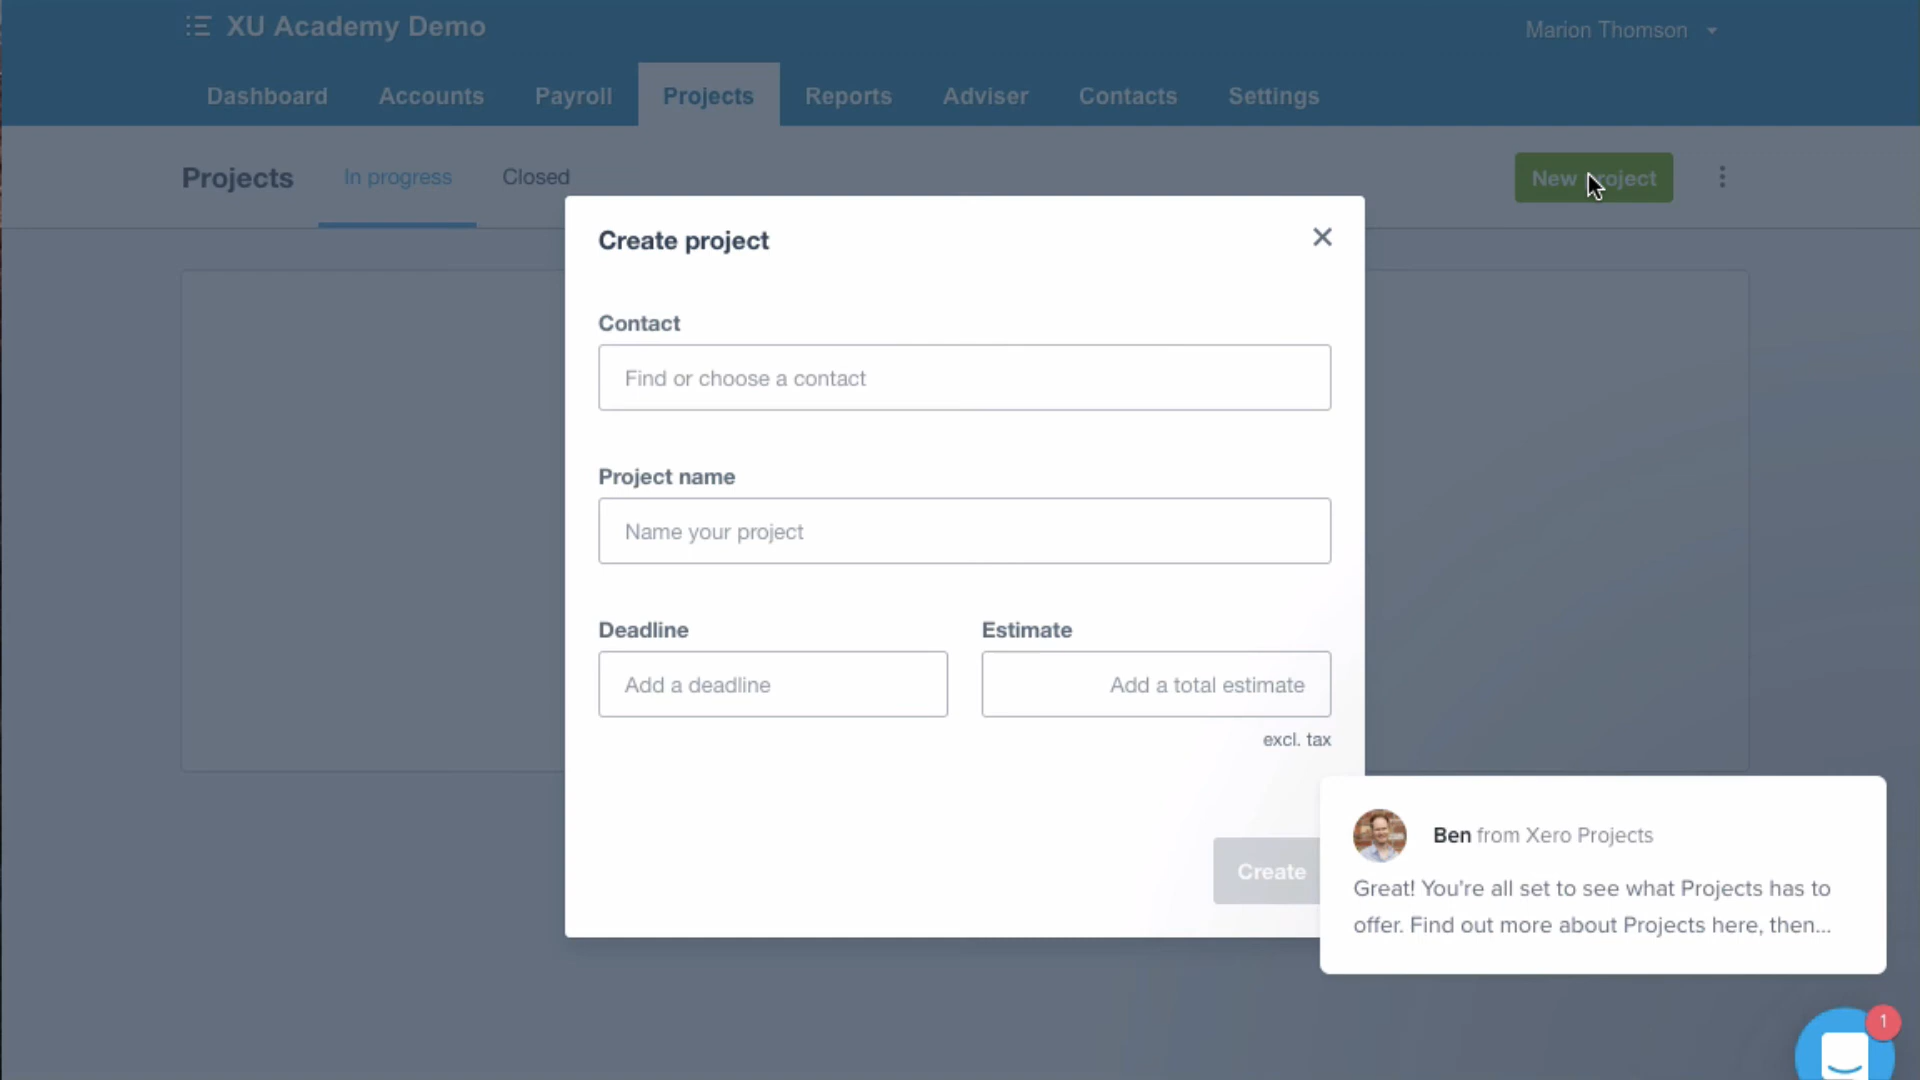 XU Academy Demo
Marion Thomson
Dashboard Accounts Payroll Projects Reports Adviser Contacts Settings
Projects In progress Closed
New project
Create project
Contact
Find or choose a contact
Project name
Name your project
Deadline Estimate
Add a deadline Add a total estimate
excl. tax
Create
Ben from Xero Projects
Great! You're all set to see what Projects has to
offer. Find out more about Projects here, then...
1